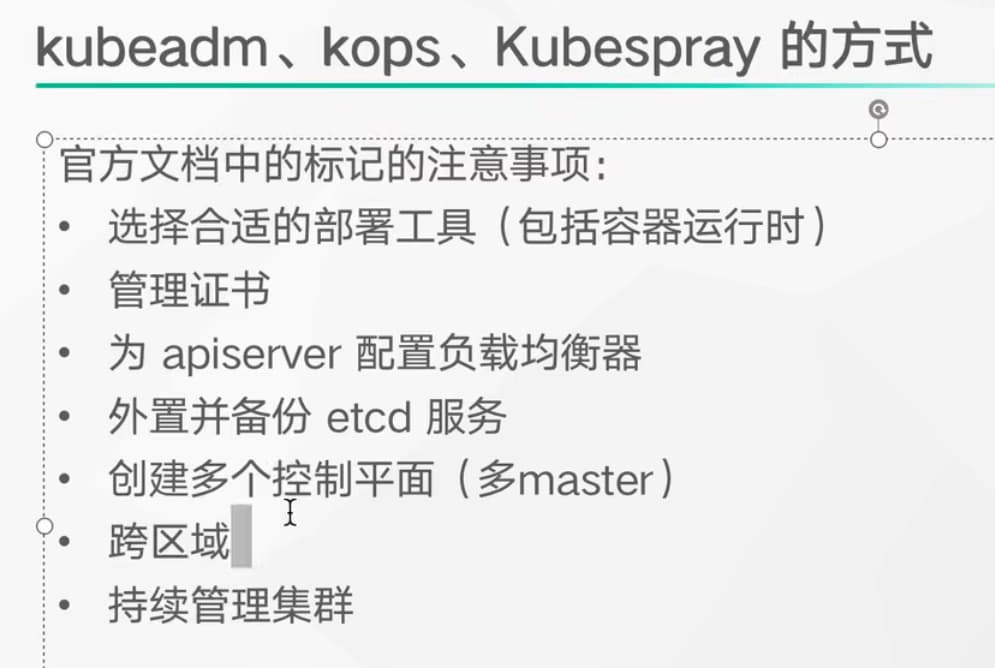 kubeadm、kops、Kubespray 的方式
官方文档中的标记的注意事项：
• 选择合适的部署工具（包括容器运行时）
• 管理证书
• 为 apiserver 配置负载均衡器
• 外置并备份 etcd 服务
• 创建多个控制平面（多master）
• 跨区域
• 持续管理集群